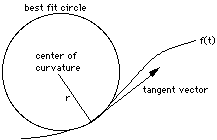 best fit circle
f(t)
center of
curvature
tangent vector
r